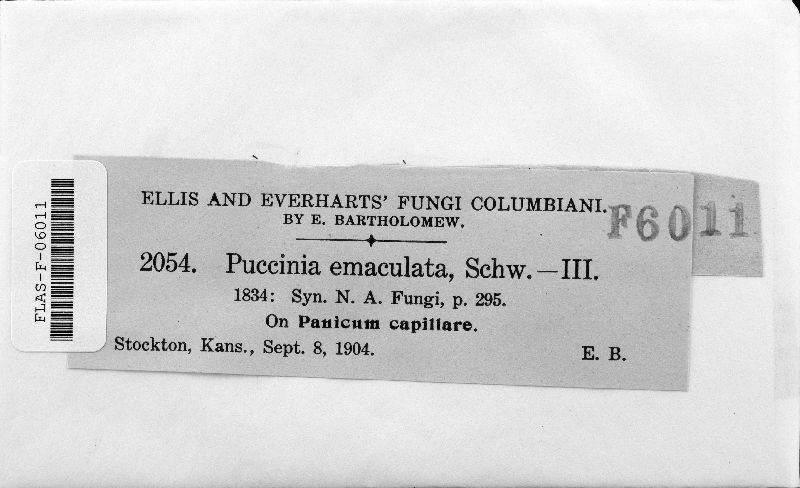 FLAS-F-06011
ELLIS AND EVERHARTS' FUNGI COLUMBIANI.
BY E. BARTHOLOMEW.
F6011
2054. Puccinia emaculata, Schw.—III.
1834: Syn. N. A. Fungi, p. 295.
On Panicum capillare.
Stockton, Kans., Sept. 8, 1904. E. B.